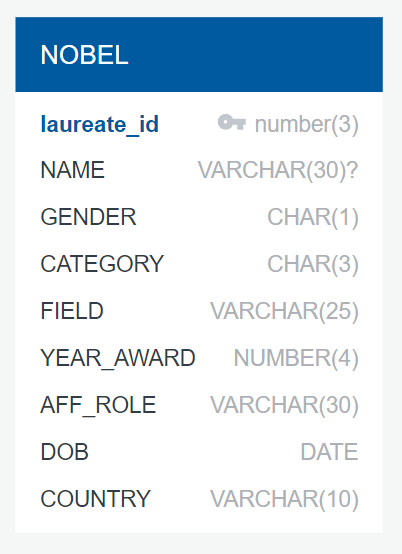 NOBEL
laureate_id number(3)
NAME VARCHAR(30)?
GENDER CHAR(1)
CATEGORY CHAR(3)
FIELD VARCHAR(25)
YEAR_AWARD NUMBER(4)
AFF_ROLE VARCHAR(30)
DOB DATE
COUNTRY VARCHAR(10)